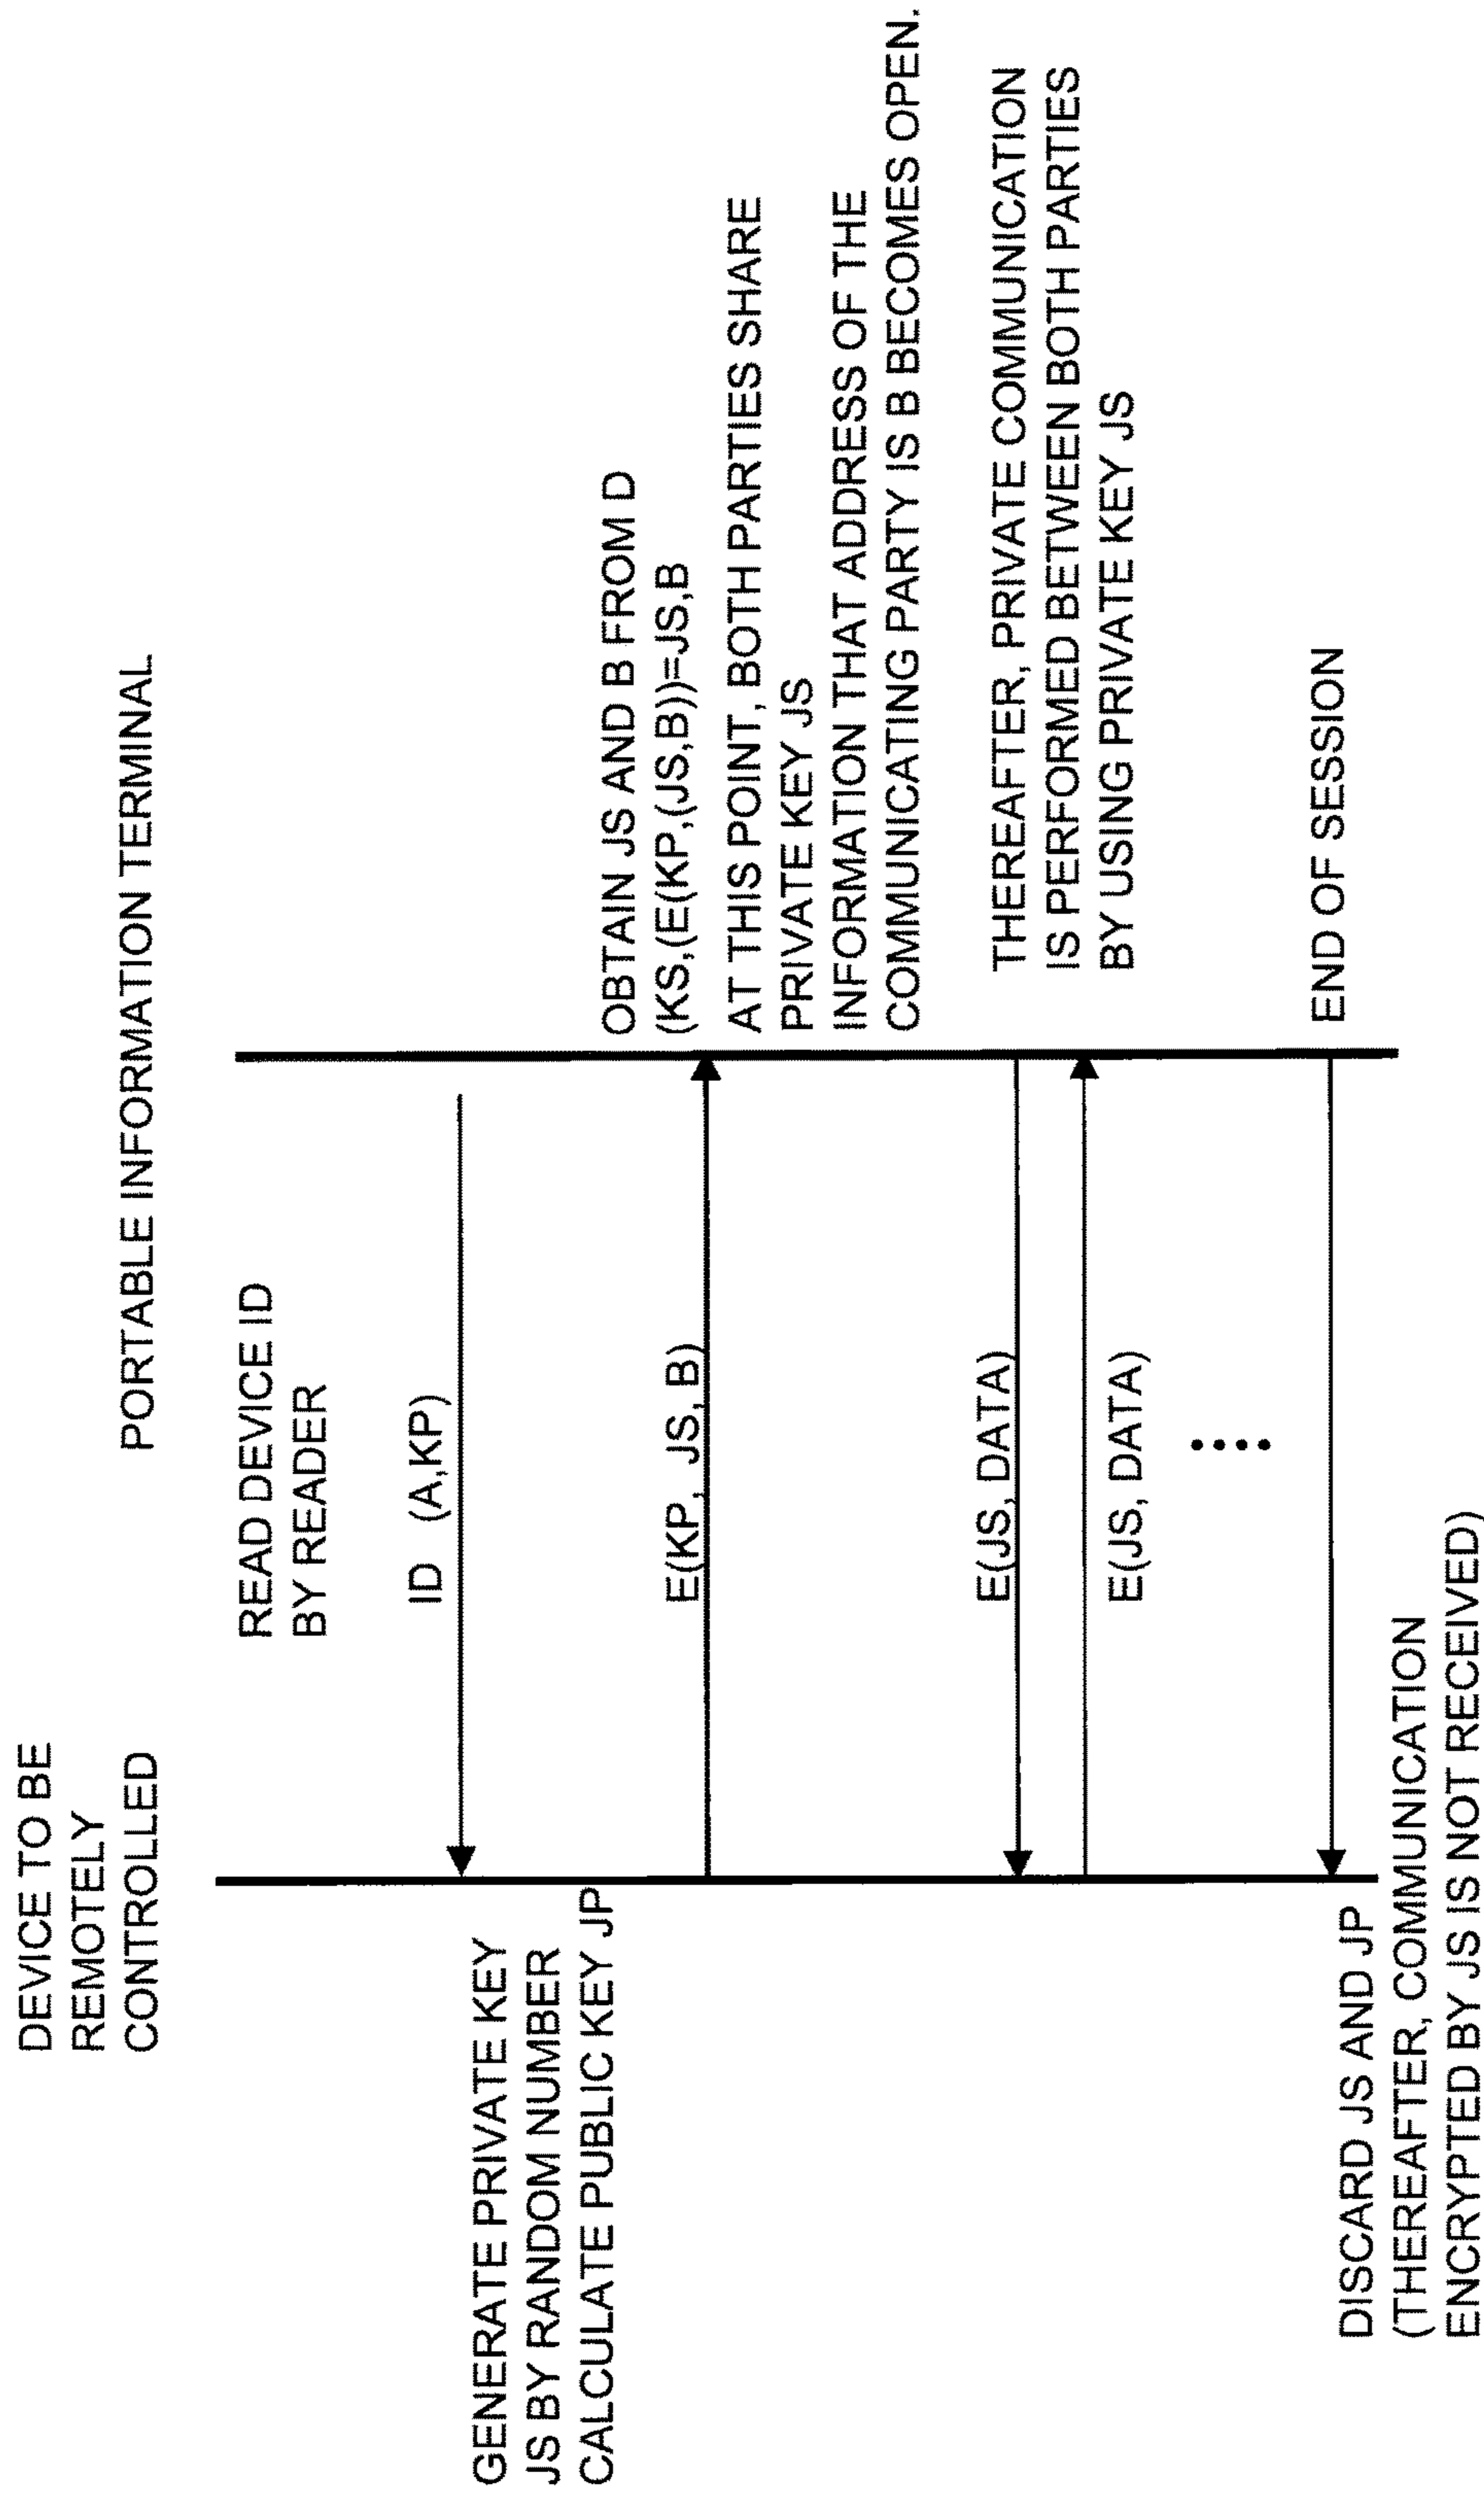 DEVICE TO BE
REMOTELY
CONTROLLED
PORTABLE INFORMATION TERMINAL
READ DEVICE ID
BY READER
ID (A,KP)
GENERATE PRIVATE KEY
JS BY RANDOM NUMBER
CALCULATE PUBLIC KEY JP
E(KP, JS, B)
OBTAIN JS AND B FROM D
(KS,(E(KP,(JS,B))=JS,B
AT THIS POINT, BOTH PARTIES SHARE
PRIVATE KEY JS
INFORMATION THAT ADDRESS OF THE
COMMUNICATING PARTY IS B BECOMES OPEN.
E(JS, DATA)
THEREAFTER, PRIVATE COMMUNICATION
IS PERFORMED BETWEEN BOTH PARTIES
BY USING PRIVATE KEY JS
E(JS, DATA)
END OF SESSION
DISCARD JS AND JP
(THEREAFTER, COMMUNICATION
ENCRYPTED BY JS IS NOT RECEIVED)